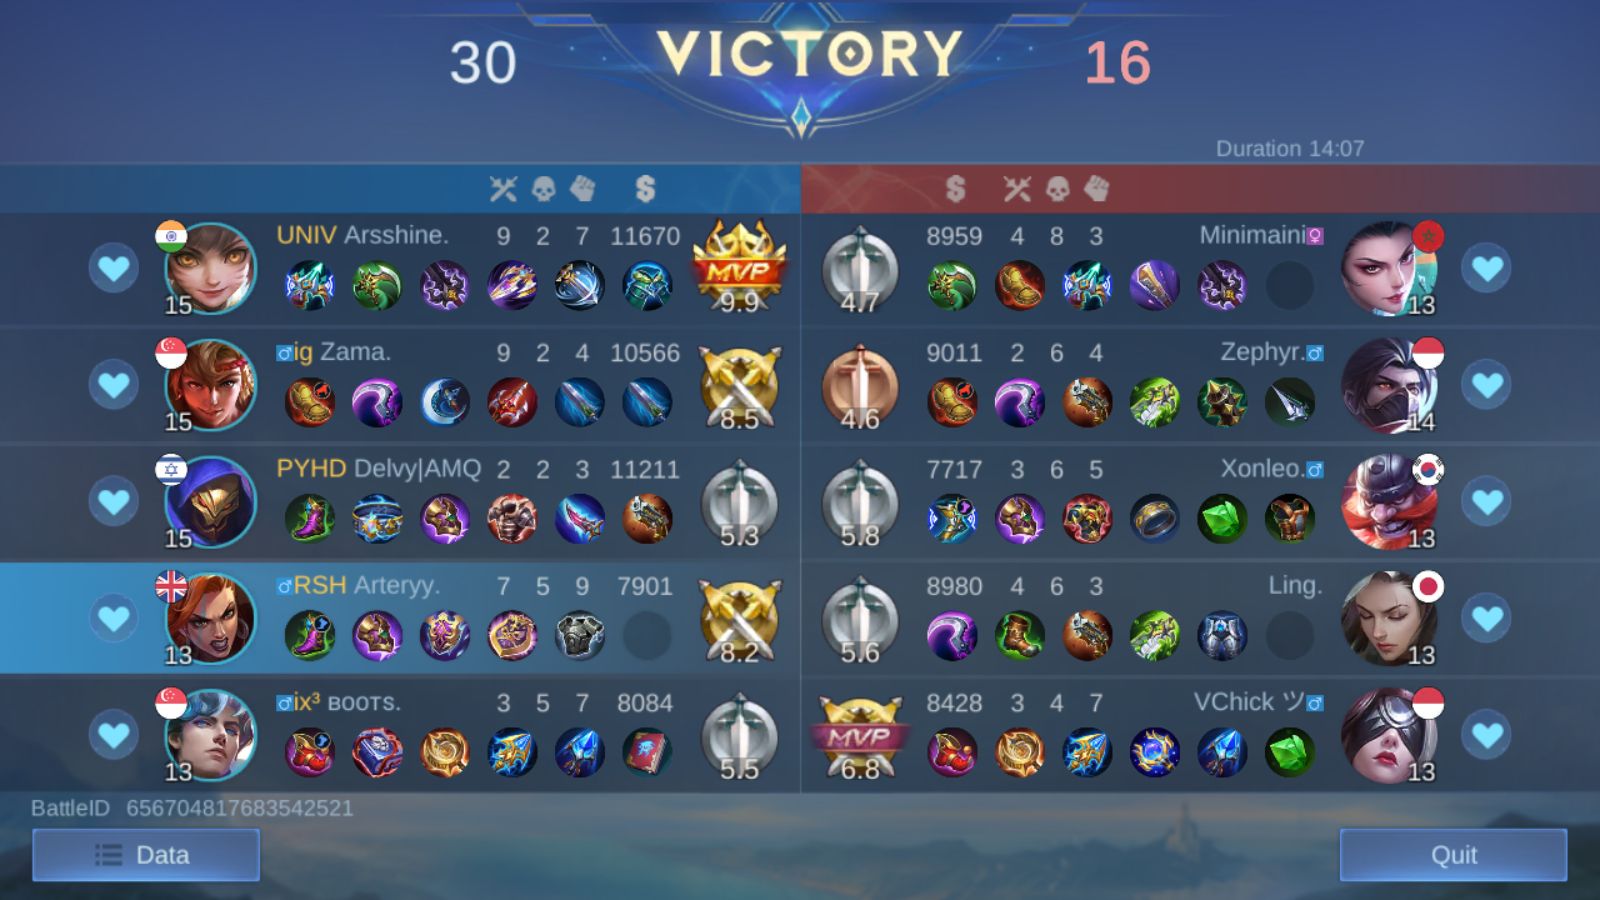 30 VICTORY 16
Duration 14:07
UNIV Arsshine. 9 2 7 11670 MVP 9.9
15
4.7 8959 4 8 3 Minimaini♀
13
♂ig Zama. 9 2 4 10566 8.5
15
4.6 9011 2 6 4 Zephyr.♂
14
PYHD Delvy|AMQ 2 2 3 11211 5.3
15
5.8 7717 3 6 5 Xonleo.♂
13
♂RSH Arteryy. 7 5 9 7901 8.2
13
5.6 8980 4 6 3 Ling.
13
♂ix³ ʙᴏᴏᴛs. 3 5 7 8084 5.5
13
MVP 6.8 8428 3 4 7 VChick ツ♂
13
BattleID 656704817683542521
Data
Quit